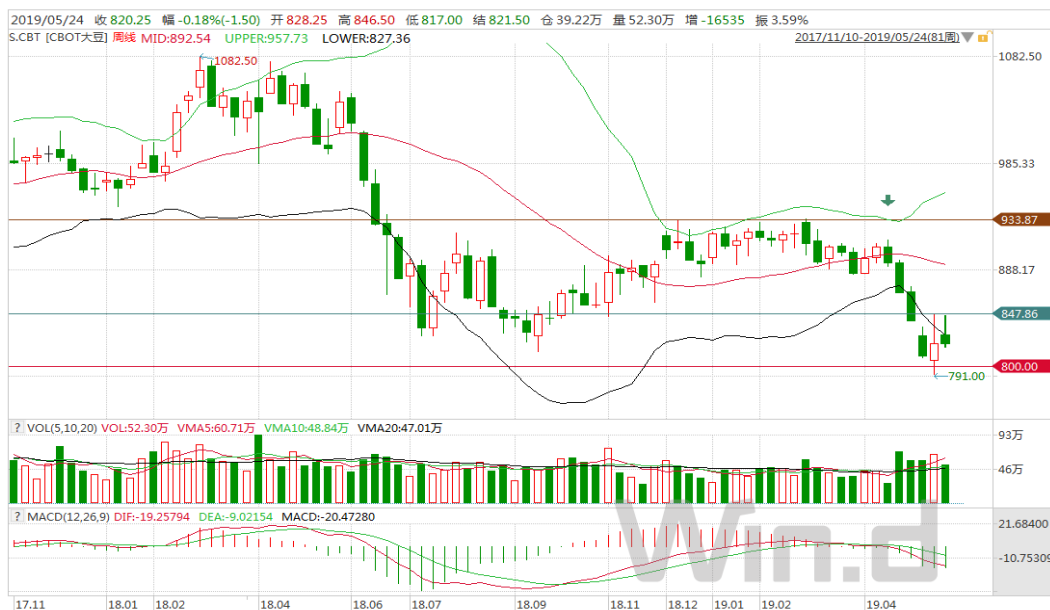 2019/05/24 收 820.25 幅 -0.18%(-1.50) 开 828.25 高 846.50 低 817.00 结 821.50 仓 39.22万 量 52.30万 增 -16535 振 3.59%
S.CBT [CBOT大豆] 周线 MID:892.54 UPPER:957.73 LOWER:827.36 2017/11/10-2019/05/24(81周)
1082.50 1082.50
985.33
933.87
888.17
847.86
800.00
791.00
? VOL(5,10,20) VOL:52.30万 VMA5:60.71万 VMA10:48.84万 VMA20:47.01万 93万
46万
? MACD(12,26,9) DIF:-19.25794 DEA:-9.02154 MACD:-20.47280
21.68400
-10.75309
Win.d
17.11 18.01 18.02 18.04 18.06 18.07 18.09 18.11 18.12 19.01 19.02 19.04